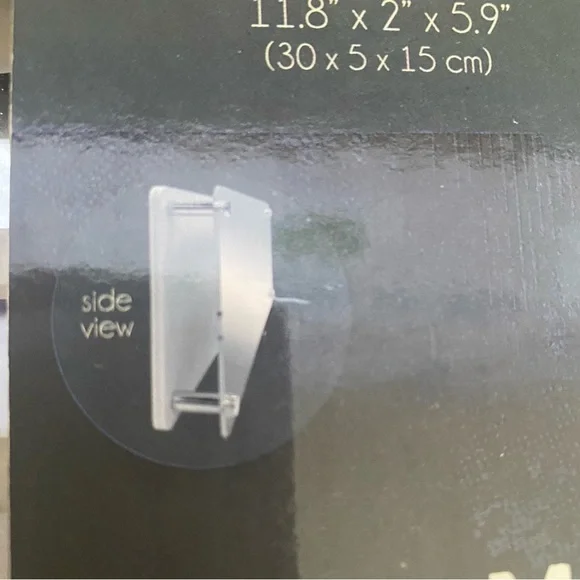 11.8" x 2" x 5.9"
(30 x 5 x 15 cm)
side
view